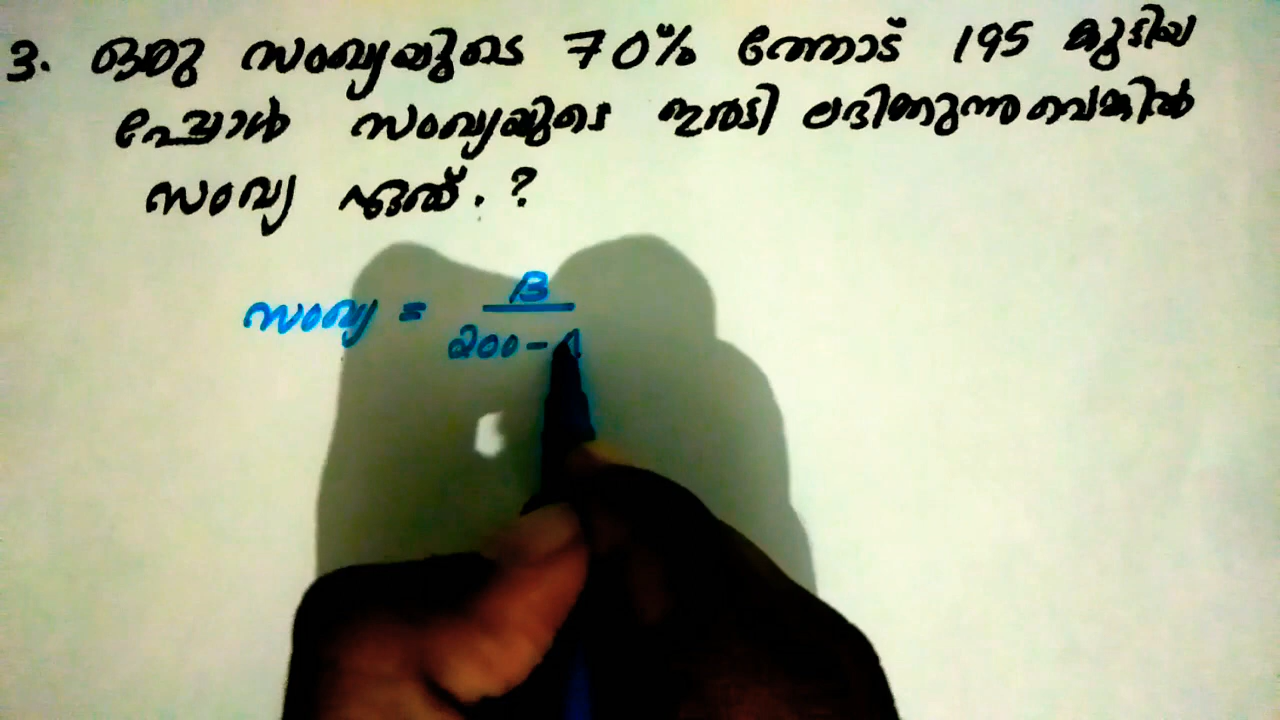 3. ഒരു സംഖ്യയുടെ 70% ത്തോട് 195 കൂട്ടിയ
പ്പോൾ സംഖ്യയുടെ ഇരട്ടി ലഭിക്കുന്നുവെങ്കിൽ
സംഖ്യ ഏത്. ?
സംഖ്യ = B
200-A